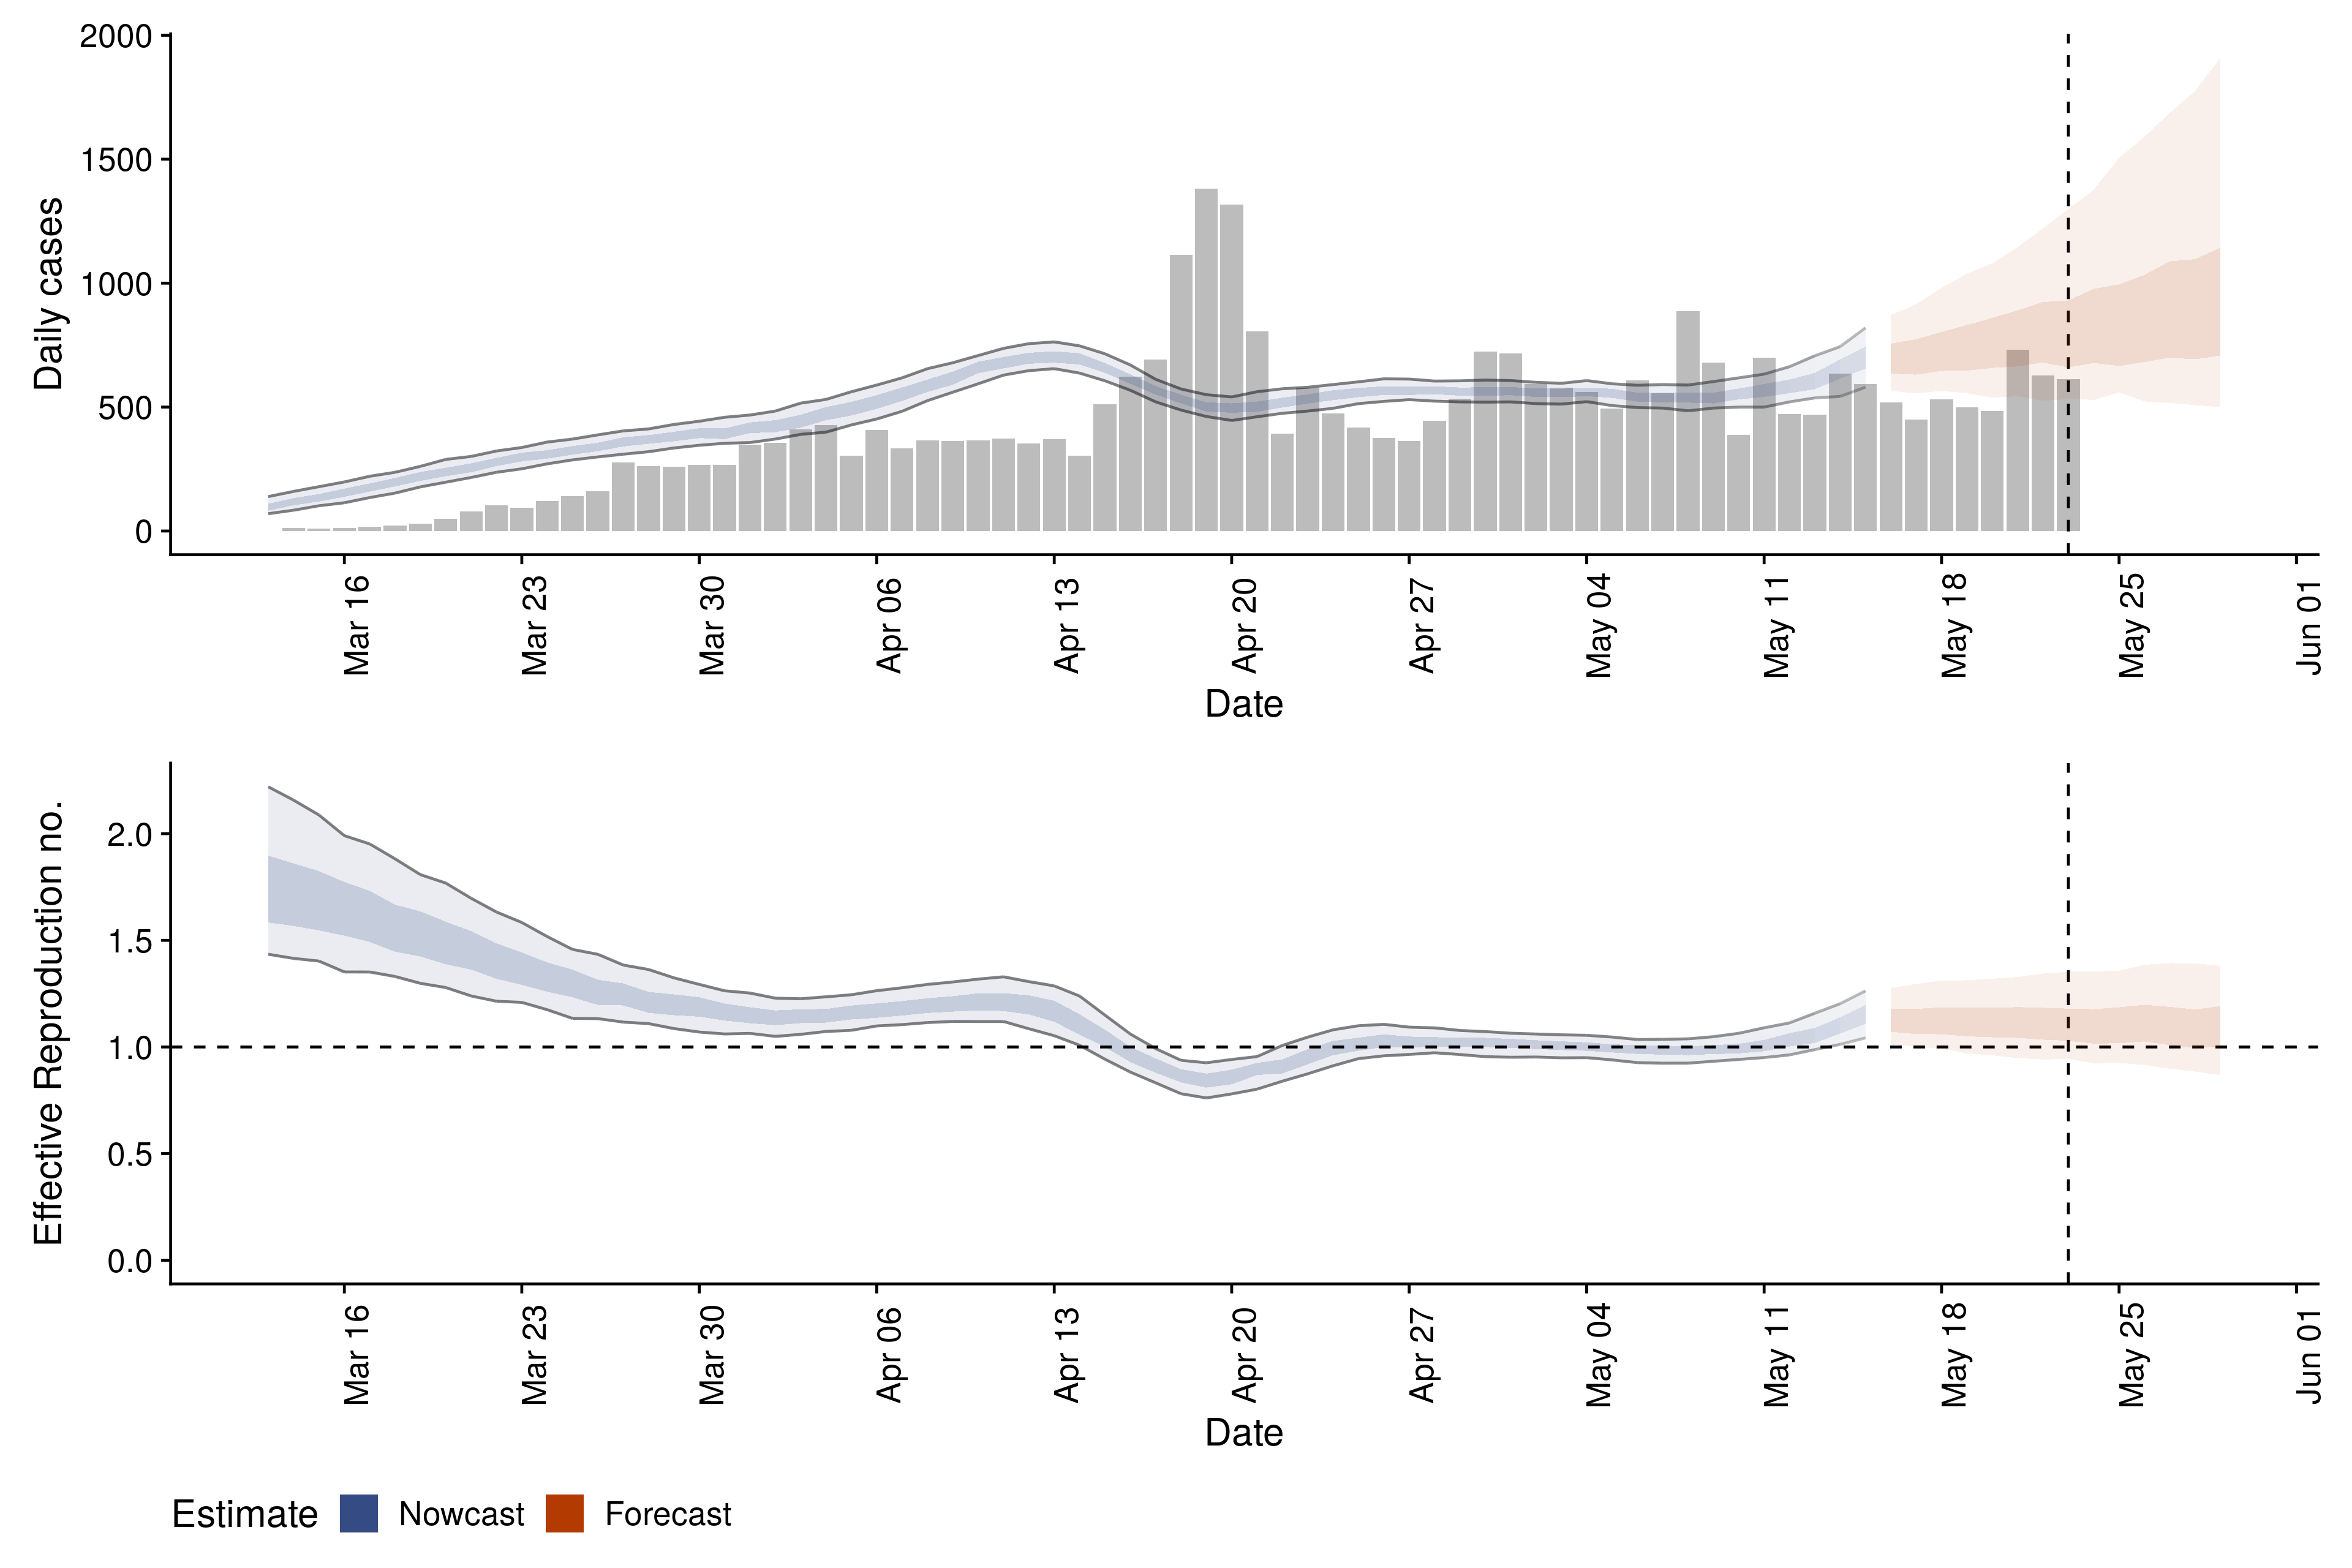 Daily cases
2000
1500
1000
500
0
Mar 16
Mar 23
Mar 30
Apr 06
Apr 13
Apr 20
Apr 27
May 04
May 11
May 18
May 25
Jun 01
Date
Effective Reproduction no.
2.0
1.5
1.0
0.5
0.0
Mar 16
Mar 23
Mar 30
Apr 06
Apr 13
Apr 20
Apr 27
May 04
May 11
May 18
May 25
Jun 01
Date
Estimate Nowcast Forecast